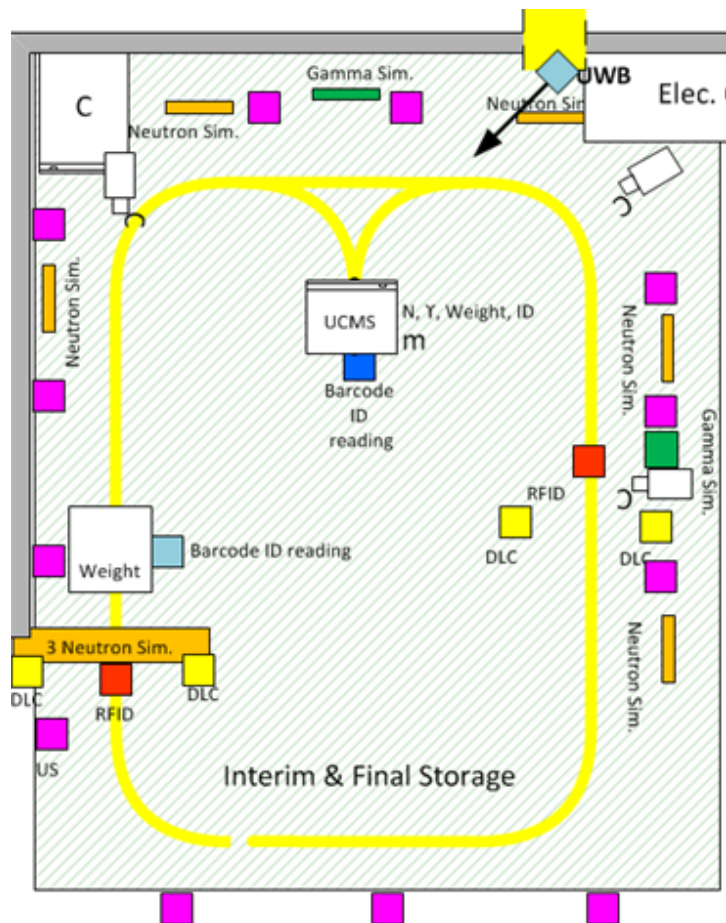 Gamma Sim.
UWB
C
Neutron Sim.
Neutron Sim
Elec.
Neutron Sim.
UCMS
N, Y, Weight, ID
m
Barcode
ID
reading
Neutron Sim.
Gamma Sim.
RFID
DLC
DLC
Weight
Barcode ID reading
3 Neutron Sim.
Neutron Sim.
DLC
RFID
DLC
US
Interim & Final Storage